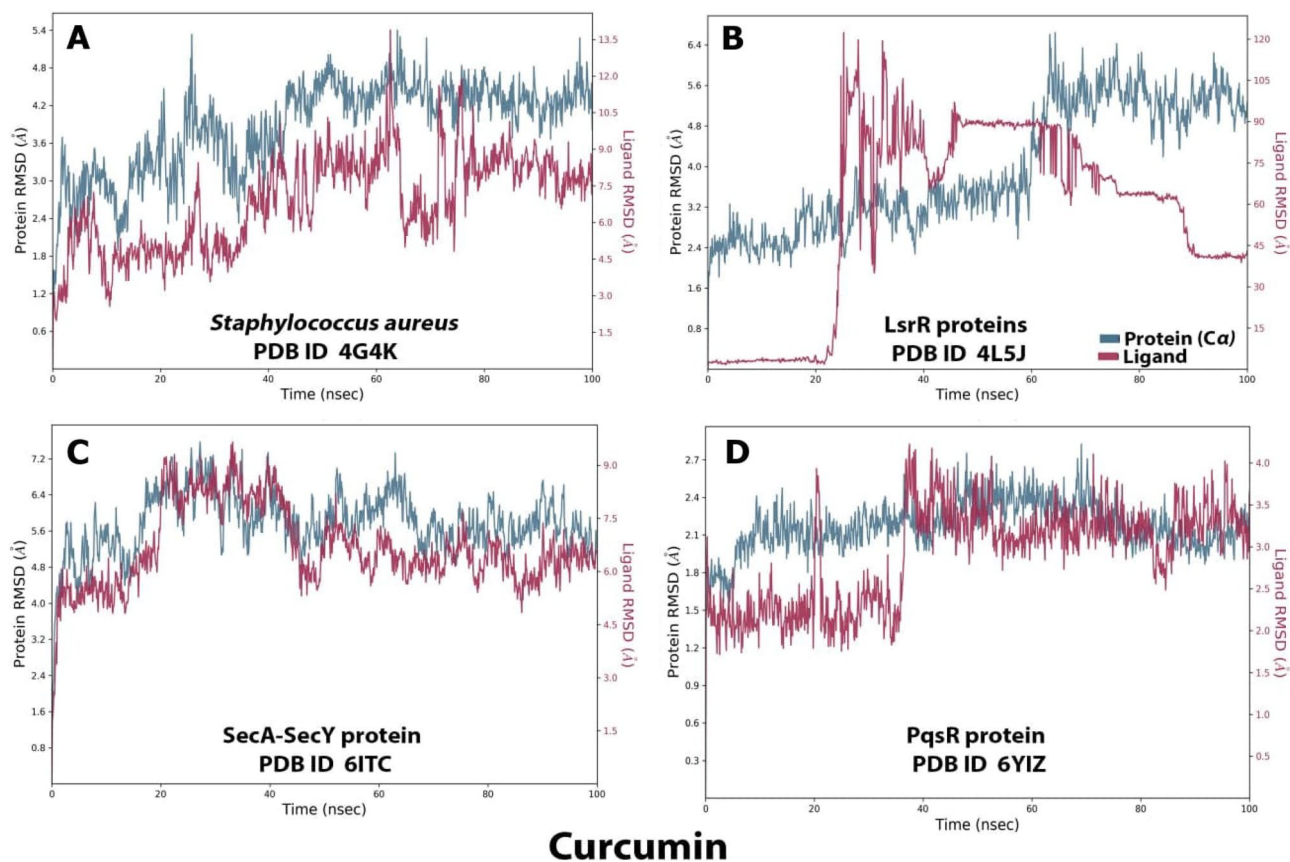 A
Protein RMSD (Å)
5.4
4.8
4.2
3.6
3.0
2.4
1.8
1.2
0.6
13.5
12.0
10.5
9.0
7.5
6.0
4.5
3.0
1.5
Ligand RMSD (Å)
Staphylococcus aureus
PDB ID 4G4K
0 20 40 60 80 100
Time (nsec)
B
Protein RMSD (Å)
6.4
5.6
4.8
4.0
3.2
2.4
1.6
0.8
120
105
90
75
60
45
30
15
Ligand RMSD (Å)
LsrR proteins
PDB ID 4L5J
Protein (Cα)
Ligand
0 20 40 60 80 100
Time (nsec)
C
Protein RMSD (Å)
7.2
6.4
5.6
4.8
4.0
3.2
2.4
1.6
0.8
9.0
7.5
6.0
4.5
3.0
1.5
Ligand RMSD (Å)
SecA-SecY protein
PDB ID 6ITC
0 20 40 60 80 100
Time (nsec)
D
Protein RMSD (Å)
2.7
2.4
2.1
1.8
1.5
1.2
0.9
0.6
0.3
4.0
3.5
3.0
2.5
2.0
1.5
1.0
0.5
Ligand RMSD (Å)
PqsR protein
PDB ID 6YIZ
0 20 40 60 80 100
Time (nsec)
Curcumin